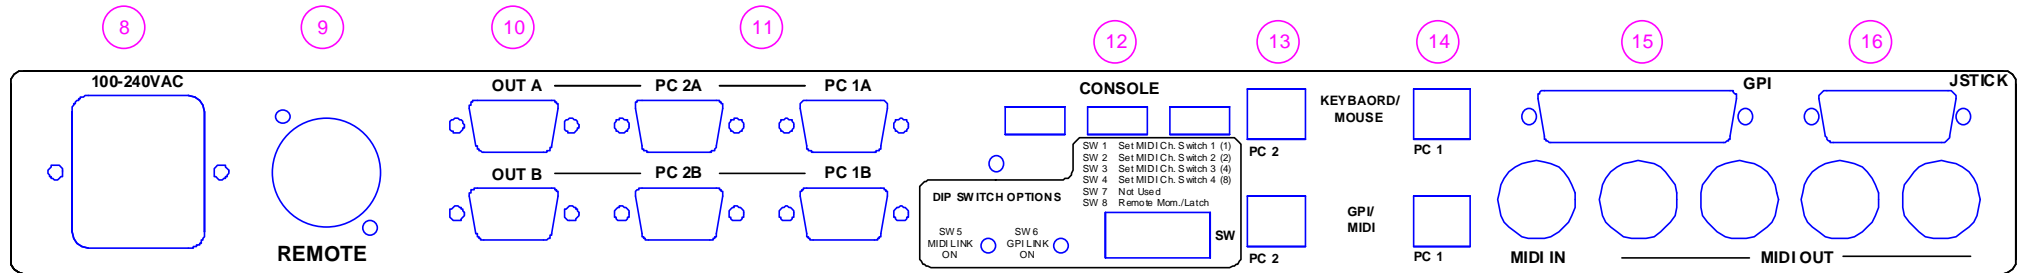 8 9 10 11 12 13 14 15 16
100-240VAC
REMOTE
OUT A PC 2A PC 1A
OUT B PC 2B PC 1B
CONSOLE
SW 1 Set MIDI Ch. Switch 1 (1)
SW 2 Set MIDI Ch. Switch 2 (2)
SW 3 Set MIDI Ch. Switch 3 (4)
SW 4 Set MIDI Ch. Switch 4 (8)
SW 7 Not Used
SW 8 Remote Mom./Latch
DIP SWITCH OPTIONS
SW 5
MIDI LINK
ON
SW 6
GPI LINK
ON
SW
KEYBAORD/
MOUSE
PC 2 PC 1
GPI/
MIDI
PC 2 PC 1
GPI JSTICK
MIDI IN MIDI OUT